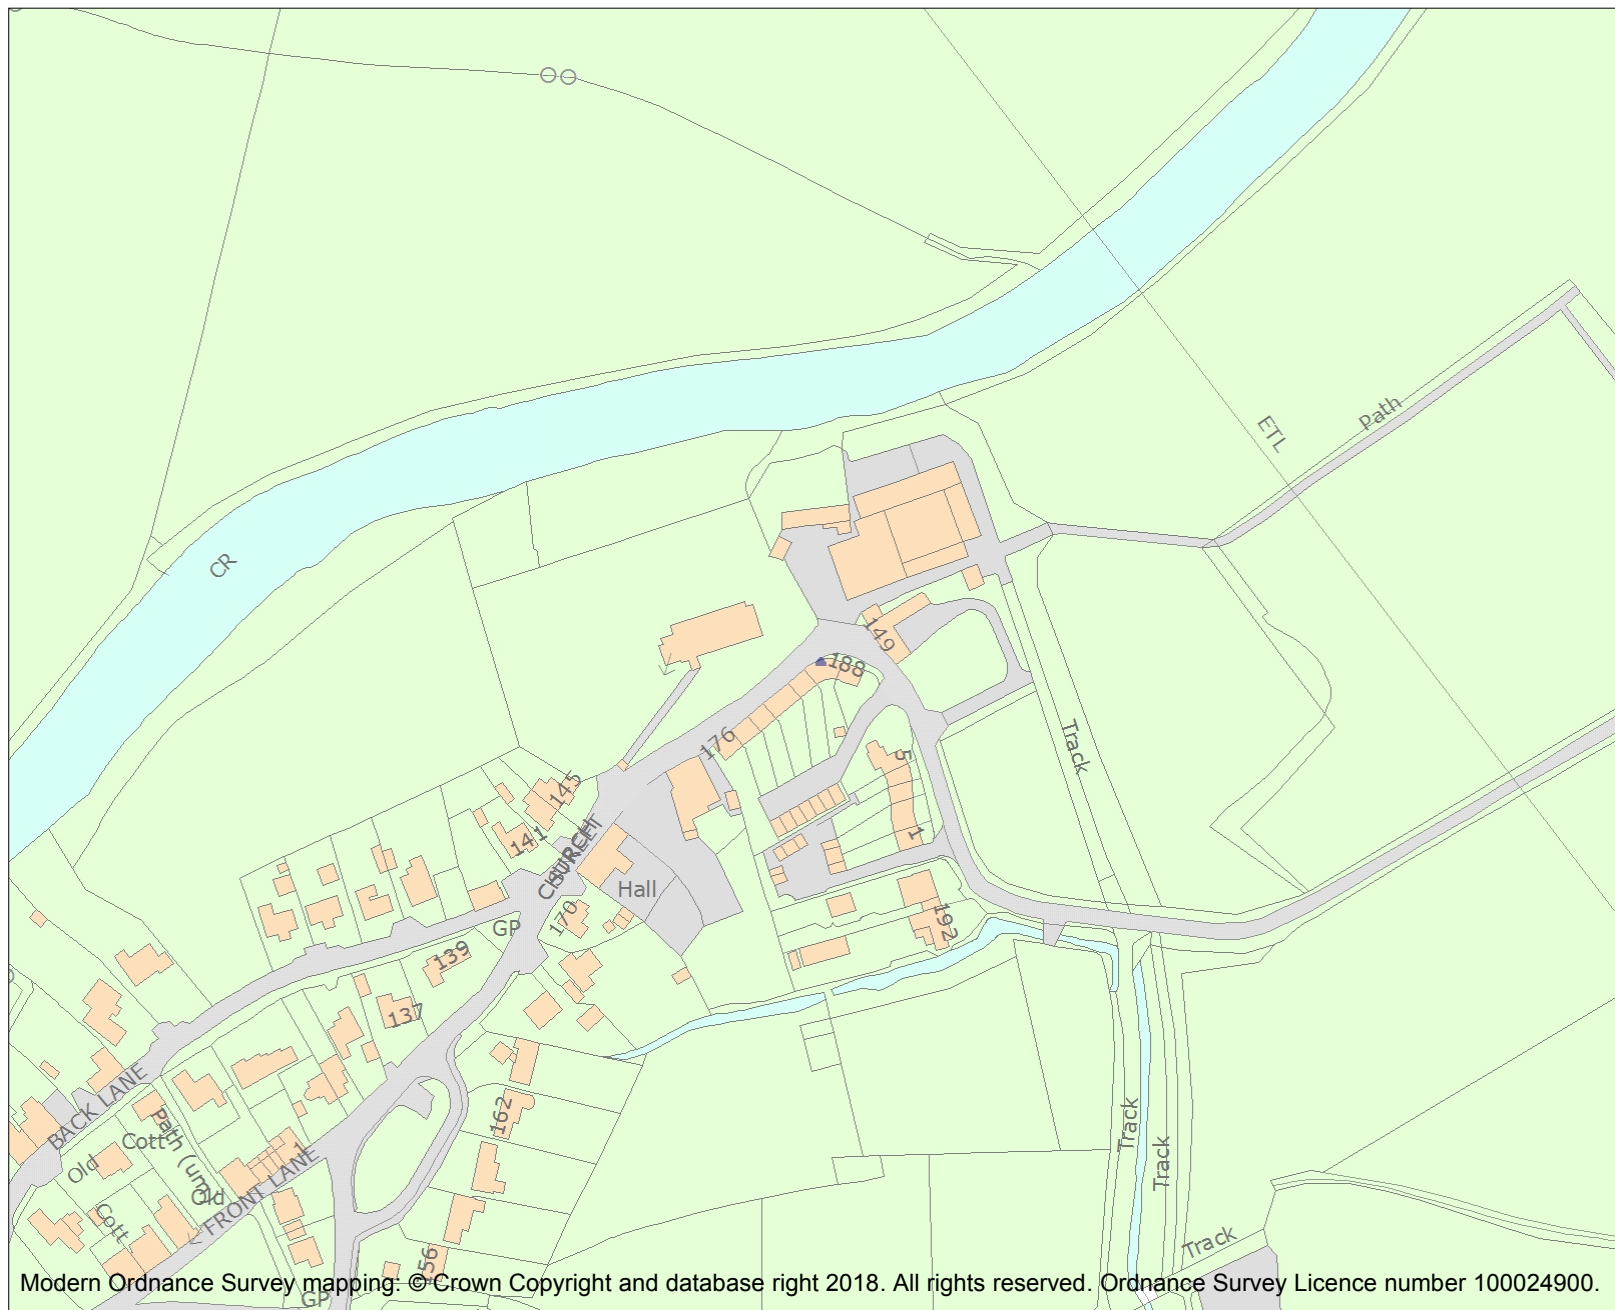 Path
ETL
CR
149
188
176
Track
5
145
1
141
CHURCH
STREET
Hall
170
GP
192
139
137
BACK LANE
162
Track
Track
Path (um)
Cott
Old
1
Old
FRONT LANE
Cott
Track
156
GP
Modern Ordnance Survey mapping: © Crown Copyright and database right 2018. All rights reserved. Ordnance Survey Licence number 100024900.